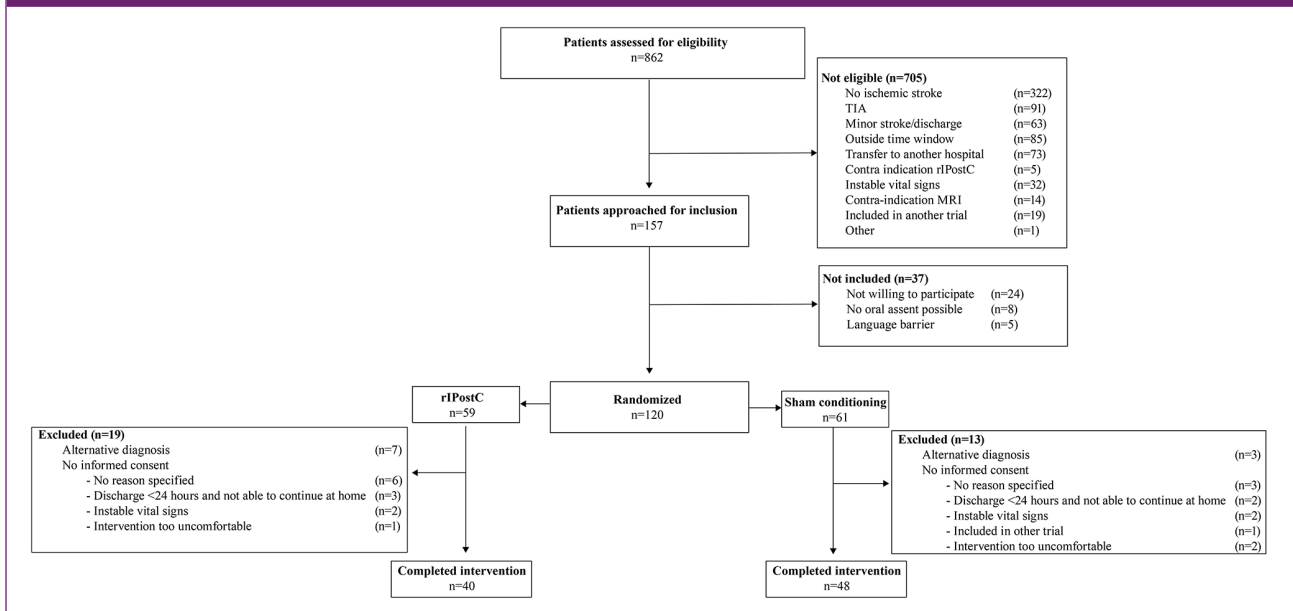 Patients assessed for eligibility
n=862
Not eligible (n=705)
No ischemic stroke (n=322)
TIA (n=91)
Minor stroke/discharge (n=63)
Outside time window (n=85)
Transfer to another hospital (n=73)
Contra indication rIPostC (n=5)
Instable vital signs (n=32)
Contra-indication MRI (n=14)
Included in another trial (n=19)
Other (n=1)
Patients approached for inclusion
n=157
Not included (n=37)
Not willing to participate (n=24)
No oral assent possible (n=8)
Language barrier (n=5)
Randomized
n=120
rIPostC
n=59
Sham conditioning
n=61
Excluded (n=19)
Alternative diagnosis (n=7)
No informed consent
- No reason specified (n=6)
- Discharge <24 hours and not able to continue at home (n=3)
- Instable vital signs (n=2)
- Intervention too uncomfortable (n=1)
Excluded (n=13)
Alternative diagnosis (n=3)
No informed consent
- No reason specified (n=3)
- Discharge <24 hours and not able to continue at home (n=2)
- Instable vital signs (n=2)
- Included in other trial (n=1)
- Intervention too uncomfortable (n=2)
Completed intervention
n=40
Completed intervention
n=48